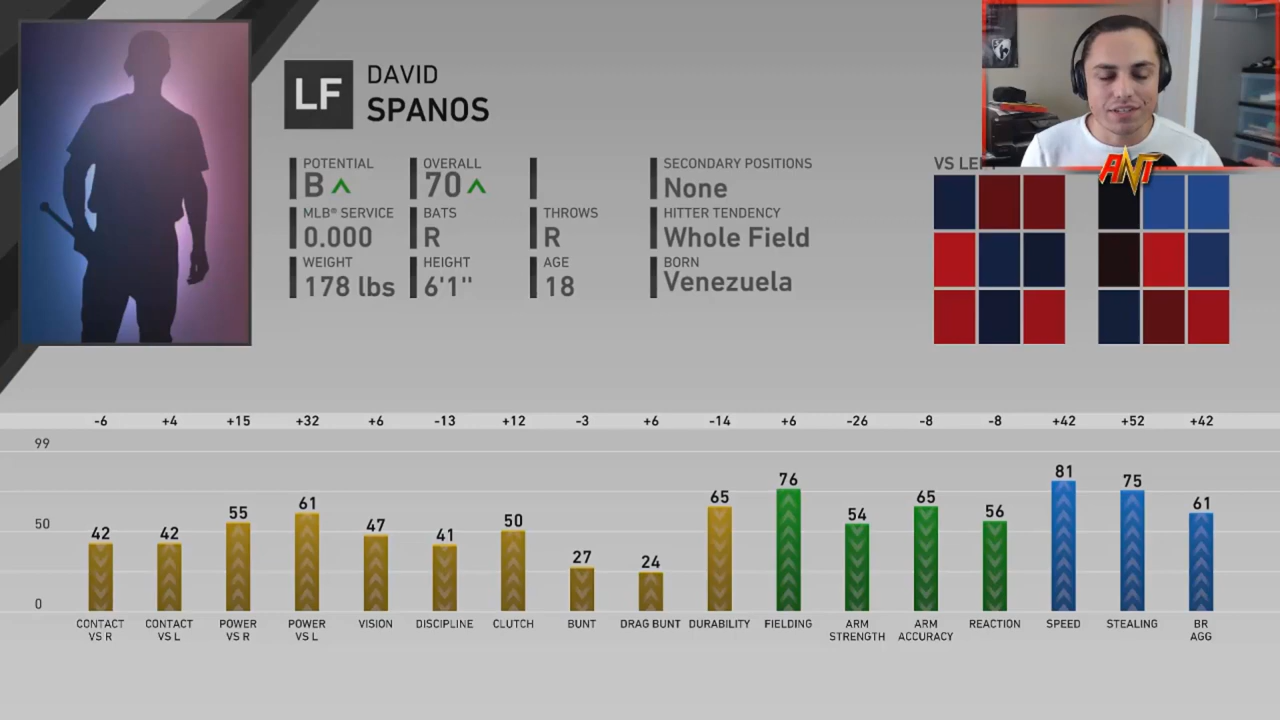 LF
DAVID
SPANOS
POTENTIAL
B
OVERALL
70
SECONDARY POSITIONS
None
MLB® SERVICE
0.000
BATS
R
THROWS
R
HITTER TENDENCY
Whole Field
WEIGHT
178 lbs
HEIGHT
6'1"
AGE
18
BORN
Venezuela
VS
ANT
-6 +4 +15 +32 +6 -13 +12 -3 +6 -14 +6 -26 -8 -8 +42 +52 +42
99
50
0
42 42 55 61 47 41 50 27 24 65 76 54 65 56 81 75 61
CONTACT VS R
CONTACT VS L
POWER VS R
POWER VS L
VISION
DISCIPLINE
CLUTCH
BUNT
DRAG BUNT
DURABILITY
FIELDING
ARM STRENGTH
ARM ACCURACY
REACTION
SPEED
STEALING
BR AGG